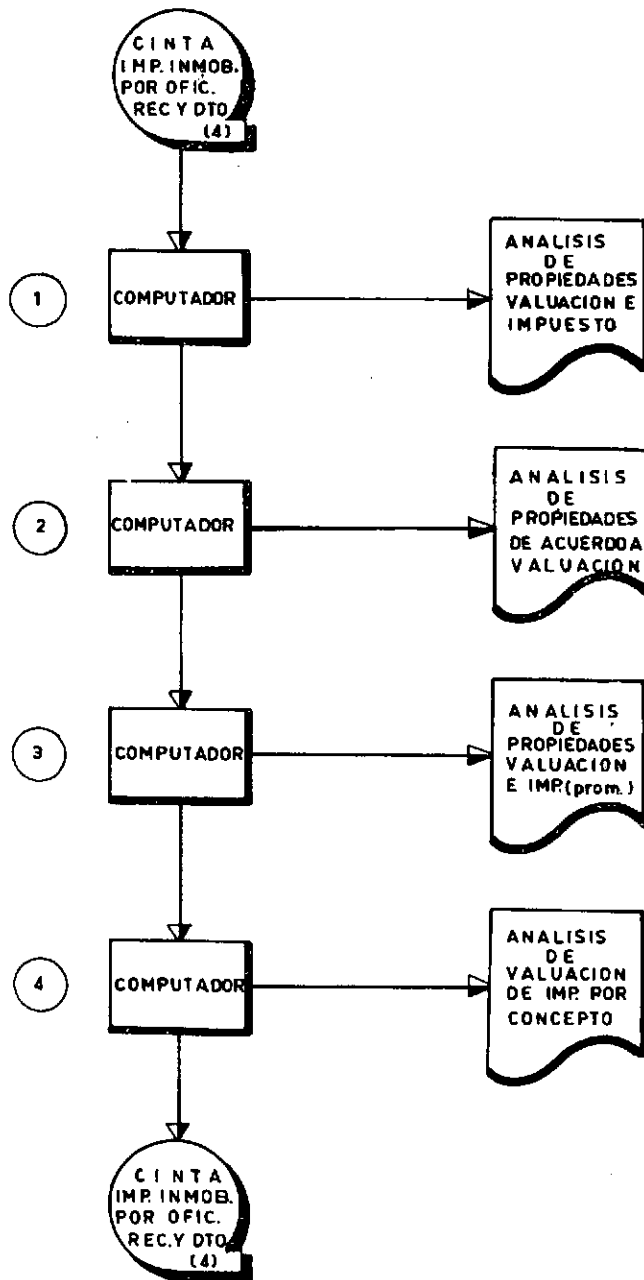 CINTA
IMP. INMOB.
POR OFIC.
REC Y DTO
(4)
1
COMPUTADOR
ANALISIS
DE
PROPIEDADES
VALUACION E
IMPUESTO
2
COMPUTADOR
ANALISIS
DE
PROPIEDADES
DE ACUERDO A
VALUACION
3
COMPUTADOR
ANALISIS
DE
PROPIEDADES
VALUACION
E IMP.(prom.)
4
COMPUTADOR
ANALISIS
DE
VALUACION
DE IMP. POR
CONCEPTO
CINTA
IMP. INMOB.
POR OFIC.
REC. Y DTO
(4)